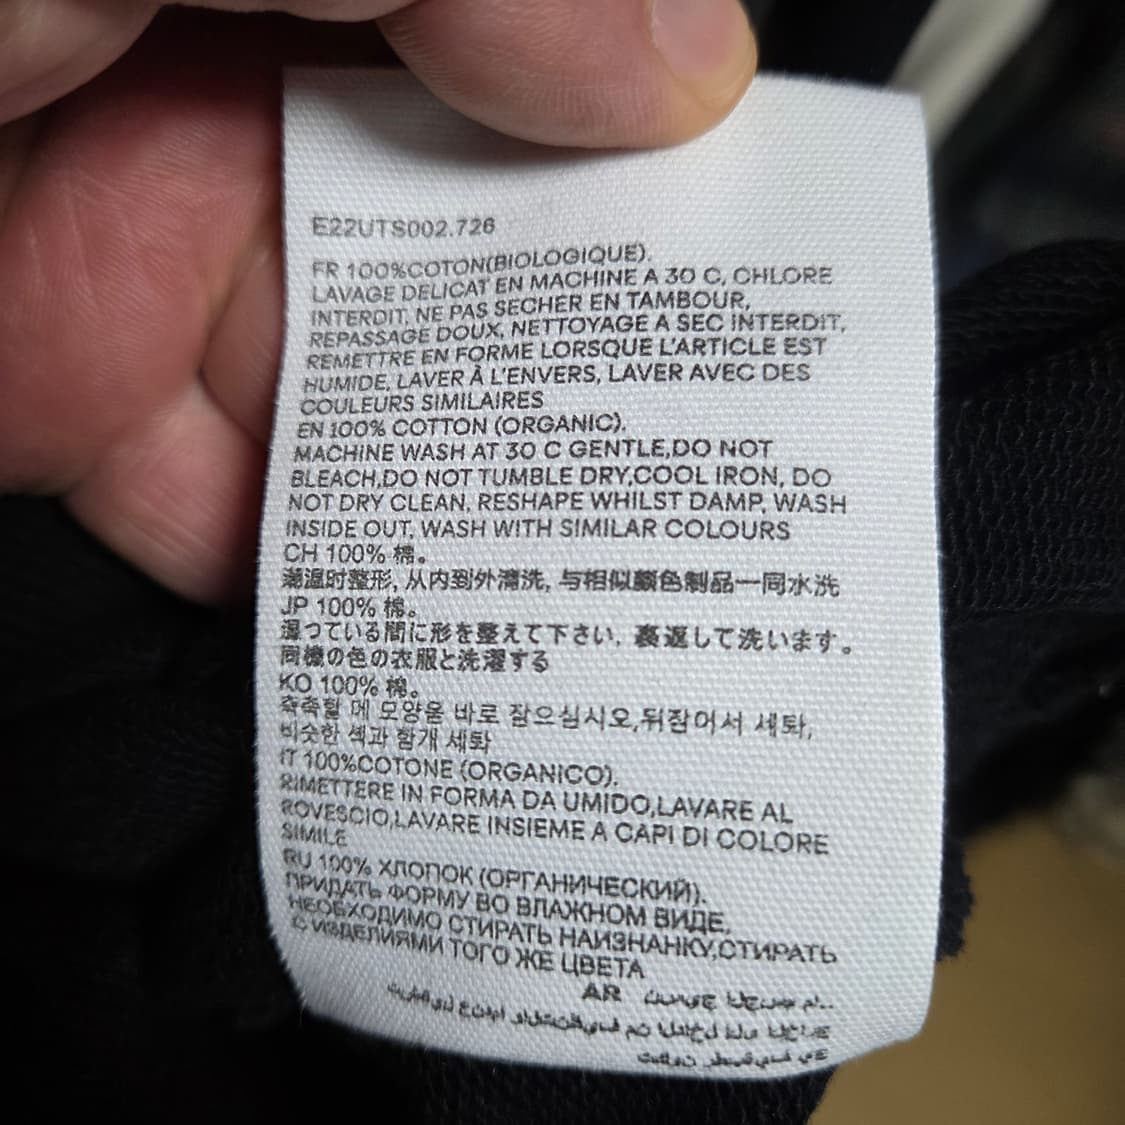 E22UTS002.726
FR 100%COTON(BIOLOGIQUE).
LAVAGE DELICAT EN MACHINE A 30 C, CHLORE
INTERDIT, NE PAS SECHER EN TAMBOUR,
REPASSAGE DOUX, NETTOYAGE A SEC INTERDIT,
REMETTRE EN FORME LORSQUE L'ARTICLE EST
HUMIDE, LAVER À L'ENVERS, LAVER AVEC DES
COULEURS SIMILAIRES
EN 100% COTTON (ORGANIC).
MACHINE WASH AT 30 C GENTLE,DO NOT
BLEACH,DO NOT TUMBLE DRY,COOL IRON, DO
NOT DRY CLEAN, RESHAPE WHILST DAMP, WASH
INSIDE OUT, WASH WITH SIMILAR COLOURS
CH 100% 棉。
潮湿时整形, 从内到外清洗, 与相似颜色制品一同水洗
JP 100% 棉。
湿っている間に形を整えて下さい, 裏返して洗います。
同機の色の衣服と洗濯する
KO 100% 棉。
축축할 때 모양을 바로 잡으십시오,뒤집어서 세탁,
비슷한 색과 함께 세탁
IT 100%COTONE (ORGANICO).
RIMETTERE IN FORMA DA UMIDO,LAVARE AL
ROVESCIO,LAVARE INSIEME A CAPI DI COLORE
SIMILE
RU 100% ХЛОПОК (ОРГАНИЧЕСКИЙ).
ПРИДАТЬ ФОРМУ ВО ВЛАЖНОМ ВИДЕ,
НЕОБХОДИМО СТИРАТЬ НАИЗНАНКУ,СТИРАТЬ
С ИЗДЕЛИЯМИ ТОГО ЖЕ ЦВЕТА
AR